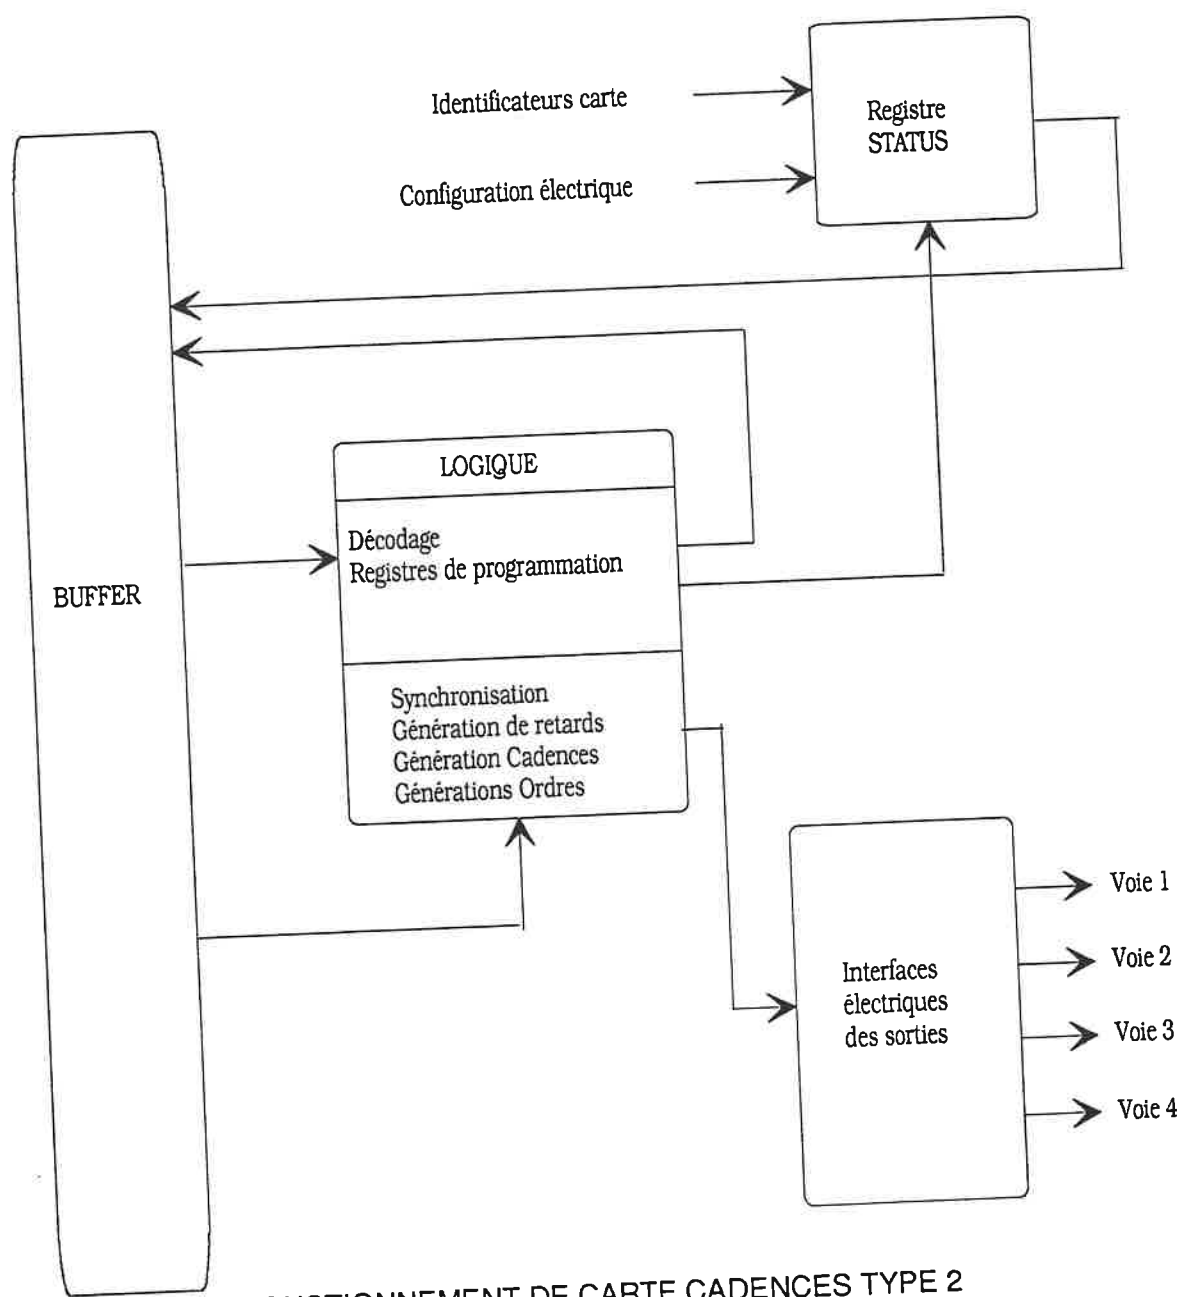 Identificateurs carte
Registre
STATUS
Configuration électrique
LOGIQUE
Décodage
Registres de programmation
BUFFER
Synchronisation
Génération de retards
Génération Cadences
Générations Ordres
Interfaces
électriques
des sorties
Voie 1
Voie 2
Voie 3
Voie 4
DE CARTE CADENCES TYPE 2